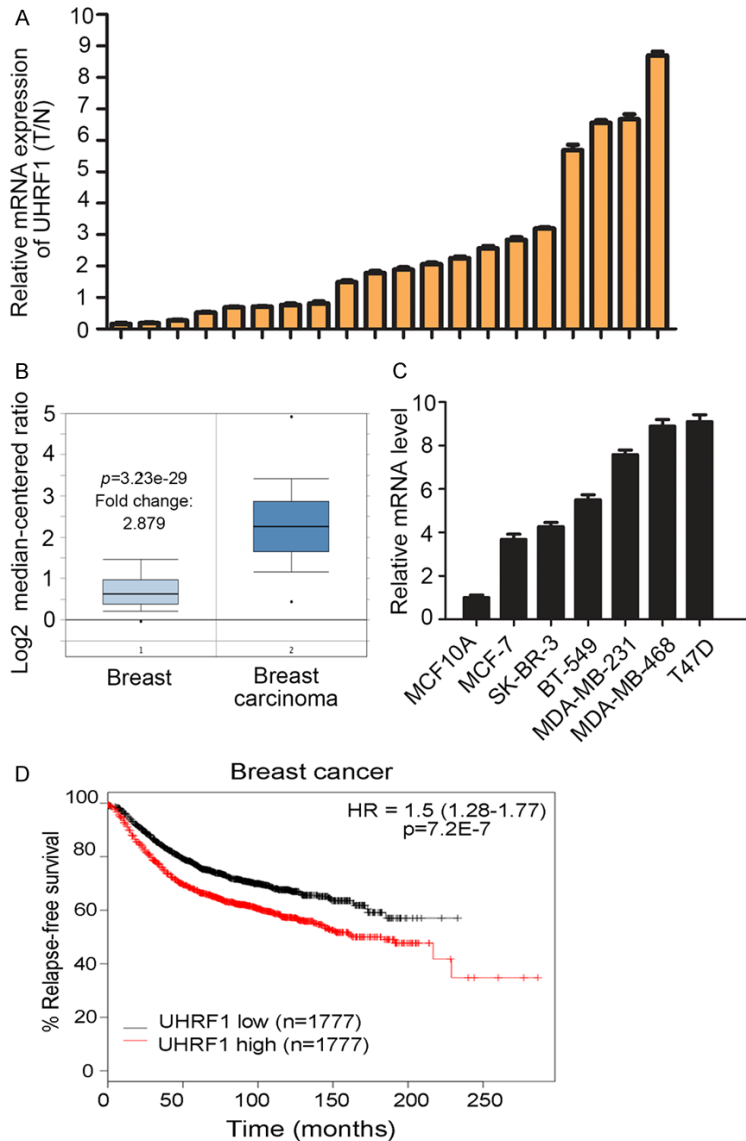 A
Relative mRNA expression
of UHRF1 (T/N)
10
9
8
7
6
5
4
3
2
1
0
B
Log2 median-centered ratio
5
4
3
2
1
0
p=3.23e-29
Fold change:
2.879
1
2
Breast
Breast
carcinoma
C
Relative mRNA level
10
8
6
4
2
0
MCF10A
MCF-7
SK-BR-3
BT-549
MDA-MB-231
MDA-MB-468
T47D
D
Breast cancer
% Relapse-free survival
100
80
60
40
20
0
HR = 1.5 (1.28-1.77)
p=7.2E-7
UHRF1 low (n=1777)
UHRF1 high (n=1777)
0
50
100
150
200
250
Time (months)